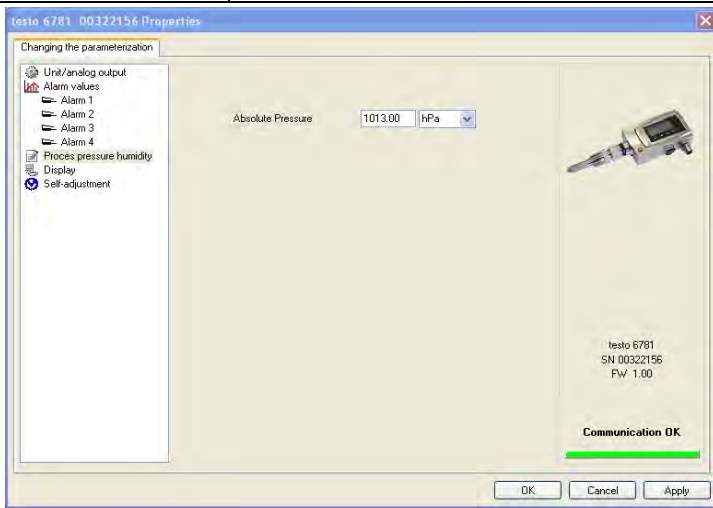 testo 6781 00322156 Properties
Changing the parameterization
Unit/analog output
Alarm values
Alarm 1
Alarm 2
Alarm 3
Alarm 4
Proces pressure humidity
Display
Self-adjustment
Absolute Pressure 1013.00 hPa
testo 6781
SN 00322156
FW 1.00
Communication OK
OK Cancel Apply